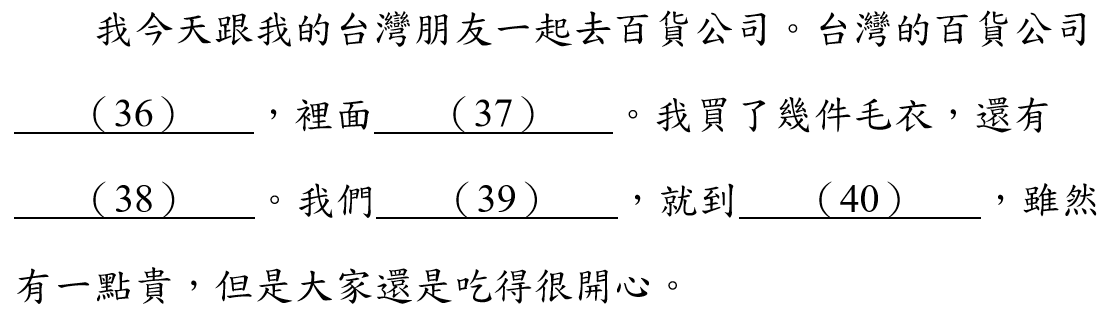 我今天跟我的台灣朋友一起去百貨公司。台灣的百貨公司
（36），裡面（37）。我買了幾件毛衣，還有
（38）。我們（39），就到（40），雖然
有一點貴，但是大家還是吃得很開心。